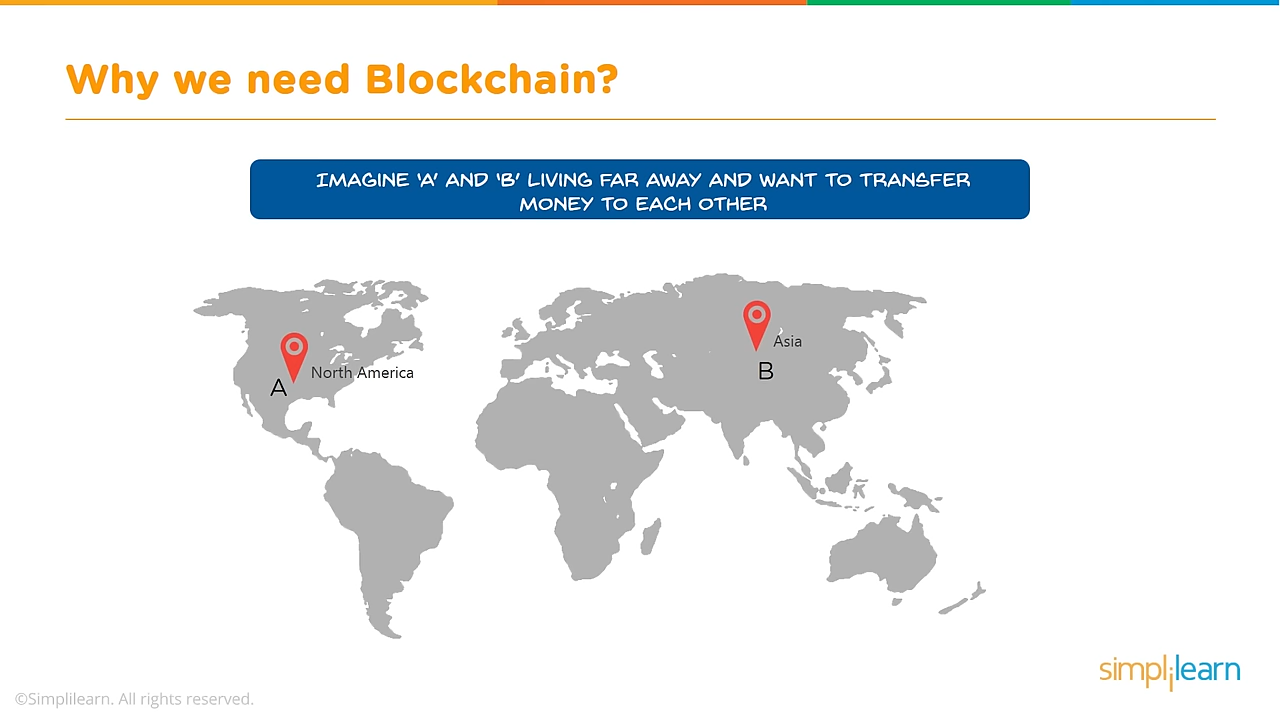 Why we need Blockchain?
IMAGINE ‘A’ AND ‘B’ LIVING FAR AWAY AND WANT TO TRANSFER
MONEY TO EACH OTHER
Asia
B
North America
A
simplilearn
©Simplilearn. All rights reserved.